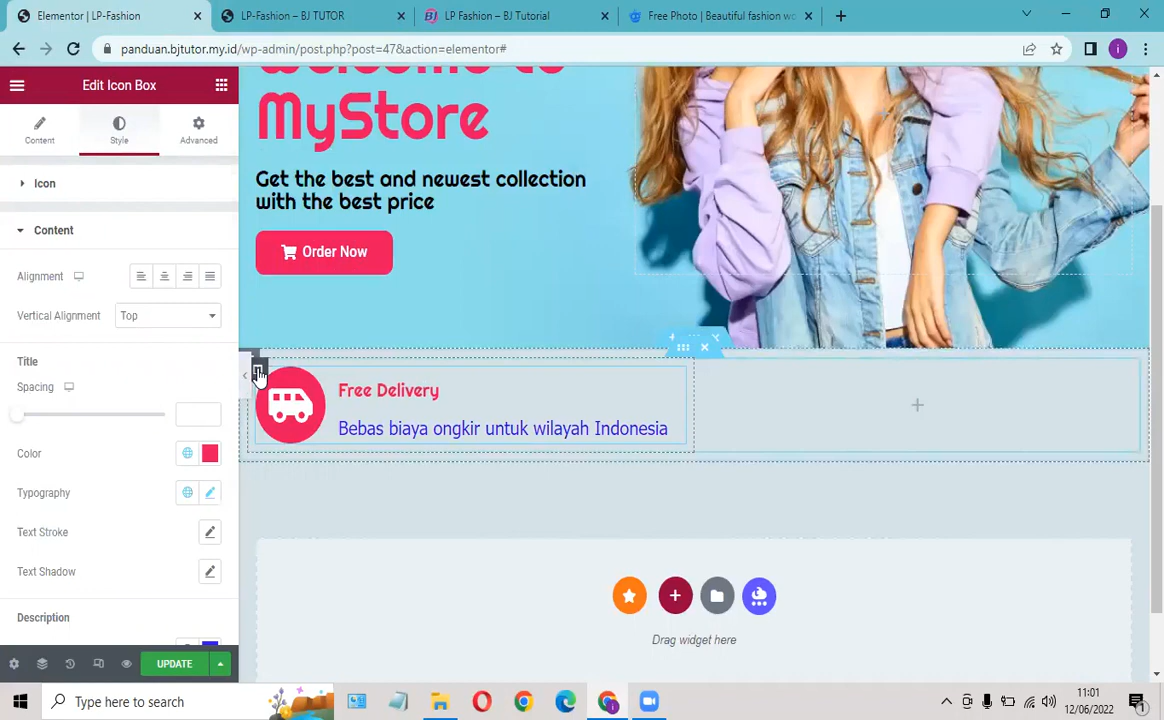 Elementor | LP-Fashion
LP-Fashion – BJ TUTOR
LP Fashion – BJ Tutorial
Free Photo | Beautiful fashion wo
panduan.bjtutor.my.id/wp-admin/post.php?post=47&action=elementor#
i
Edit Icon Box
Content
Style
Advanced
Icon
Content
Alignment
Vertical Alignment
Top
Title
Spacing
Color
Typography
Text Stroke
Text Shadow
Description
UPDATE
Welcome to
MyStore
Get the best and newest collection
with the best price
Order Now
Free Delivery
Bebas biaya ongkir untuk wilayah Indonesia
Drag widget here
Type here to search
11:01
12/06/2022
1